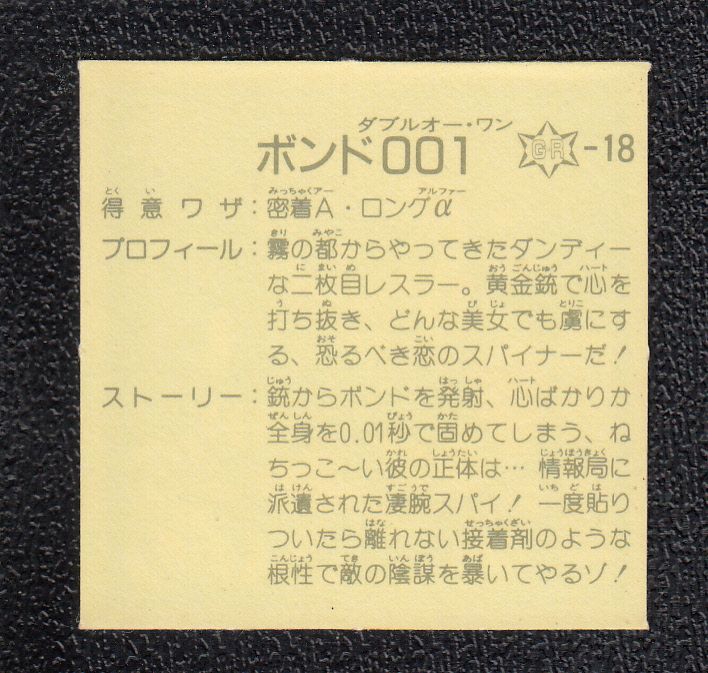 ダブルオー・ワン
ボンド001 GR-18
とくい みっちゃくアー アルファー
得意ワザ：密着A・ロングα
きり みやこ
プロフィール：霧の都からやってきたダンディー
にまいめ おうごんじゅう ハート
な二枚目レスラー。黄金銃で心を
う ぬ びじょ とりこ
打ち抜き、どんな美女でも虜にす
おそ こい
る、恐るべき恋のスパイナーだ！
じゅう はっしゃ ハート
ストーリー：銃からボンドを発射、心ばかりか
ぜんしん びょう かた
全身を0.01秒で固めてしまう、ね
かれ しょうたい じょうほうきょく
ちっこ〜い彼の正体は… 情報局に
はけん すごうで いちど は
派遣された凄腕スパイ！ 一度貼り
はな せっちゃくざい
ついたら離れない接着剤のような
こんじょう てき いんぼう あば
根性で敵の陰謀を暴いてやるゾ！